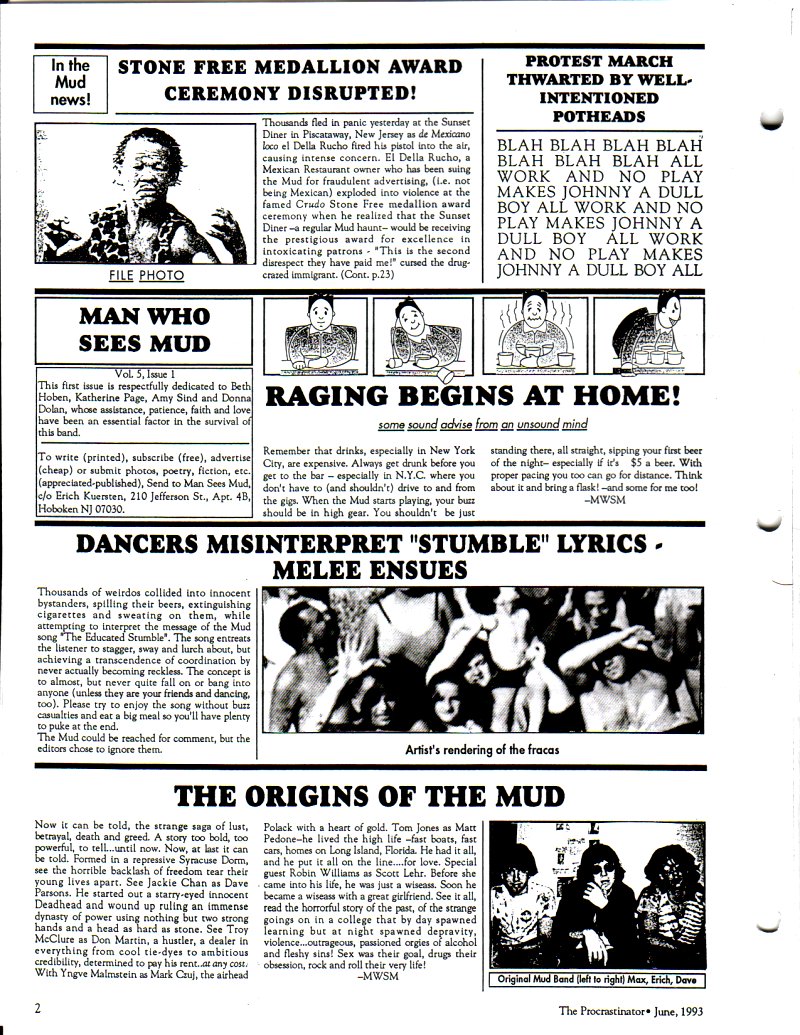 In the
Mud
news!
STONE FREE MEDALLION AWARD
CEREMONY DISRUPTED!
FILE PHOTO
Thousands fled in panic yesterday at the Sunset
Diner in Piscataway, New Jersey as de Mexicano
loco el Della Rucho fired his pistol into the air,
causing intense concern. El Della Rucho, a
Mexican Restaurant owner who has been suing
the Mud for fraudulent advertising, (i.e. not
being Mexican) exploded into violence at the
famed Crudo Stone Free medallion award
ceremony when he realized that the Sunset
Diner –a regular Mud haunt– would be receiving
the prestigious award for excellence in
intoxicating patrons - "This is the second
disrespect they have paid me!" cursed the drug-
crazed immigrant. (Cont. p.23)
PROTEST MARCH
THWARTED BY WELL-
INTENTIONED
POTHEADS
BLAH BLAH BLAH BLAH
BLAH BLAH BLAH ALL
WORK AND NO PLAY
MAKES JOHNNY A DULL
BOY ALL WORK AND NO
PLAY MAKES JOHNNY A
DULL BOY ALL WORK
AND NO PLAY MAKES
JOHNNY A DULL BOY ALL
MAN WHO
SEES MUD
Vol. 5, Issue 1
This first issue is respectfully dedicated to Beth
Hoben, Katherine Page, Amy Sind and Donna
Dolan, whose assistance, patience, faith and love
have been an essential factor in the survival of
this band.
To write (printed), subscribe (free), advertise
(cheap) or submit photos, poetry, fiction, etc.
(appreciated-published), Send to Man Sees Mud,
c/o Erich Kuersten, 210 Jefferson St., Apt. 4B,
Hoboken NJ 07030.
RAGING BEGINS AT HOME!
some sound advise from an unsound mind
Remember that drinks, especially in New York
City, are expensive. Always get drunk before you
get to the bar – especially in N.Y.C. where you
don't have to (and shouldn't) drive to and from
the gigs. When the Mud starts playing, your buzz
should be in high gear. You shouldn't be just
standing there, all straight, sipping your first beer
of the night– especially if it's $5 a beer. With
proper pacing you too can go for distance. Think
about it and bring a flask! –and some for me too!
–MWSM
DANCERS MISINTERPRET "STUMBLE" LYRICS -
MELEE ENSUES
Thousands of weirdos collided into innocent
bystanders, spilling their beers, extinguishing
cigarettes and sweating on them, while
attempting to interpret the message of the Mud
song "The Educated Stumble". The song entreats
the listener to stagger, sway and lurch about, but
achieving a transcendence of coordination by
never actually becoming reckless. The concept is
to almost, but never quite fall on or bang into
anyone (unless they are your friends and dancing,
too). Please try to enjoy the song without buzz
casualties and eat a big meal so you'll have plenty
to puke at the end.
The Mud could be reached for comment, but the
editors chose to ignore them.
Artist's rendering of the fracas
THE ORIGINS OF THE MUD
Now it can be told, the strange saga of lust,
betrayal, death and greed. A story too bold, too
powerful, to tell...until now. Now, at last it can
be told. Formed in a repressive Syracuse Dorm,
see the horrible backlash of freedom tear their
young lives apart. See Jackie Chan as Dave
Parsons. He started out a starry-eyed innocent
Deadhead and wound up ruling an immense
dynasty of power using nothing but two strong
hands and a head as hard as stone. See Troy
McClure as Don Martin, a hustler, a dealer in
everything from cool tie-dyes to ambitious
credibility, determined to pay his rent..at any cost.
With Yngve Malmstein as Mark Czuj, the airhead
Polack with a heart of gold. Tom Jones as Matt
Pedone–he lived the high life –fast boats, fast
cars, homes on Long Island, Florida. He had it all,
and he put it all on the line....for love. Special
guest Robin Williams as Scott Lehr. Before she
came into his life, he was just a wiseass. Soon he
became a wiseass with a great girlfriend. See it all,
read the horrorful story of the past, of the strange
goings on in a college that by day spawned
learning but at night spawned depravity,
violence...outrageous, passioned orgies of alcohol
and fleshy sins! Sex was their goal, drugs their
obsession, rock and roll their very life!
–MWSM
Original Mud Band (left to right) Max, Erich, Dave
2
The Procrastinator• June, 1993